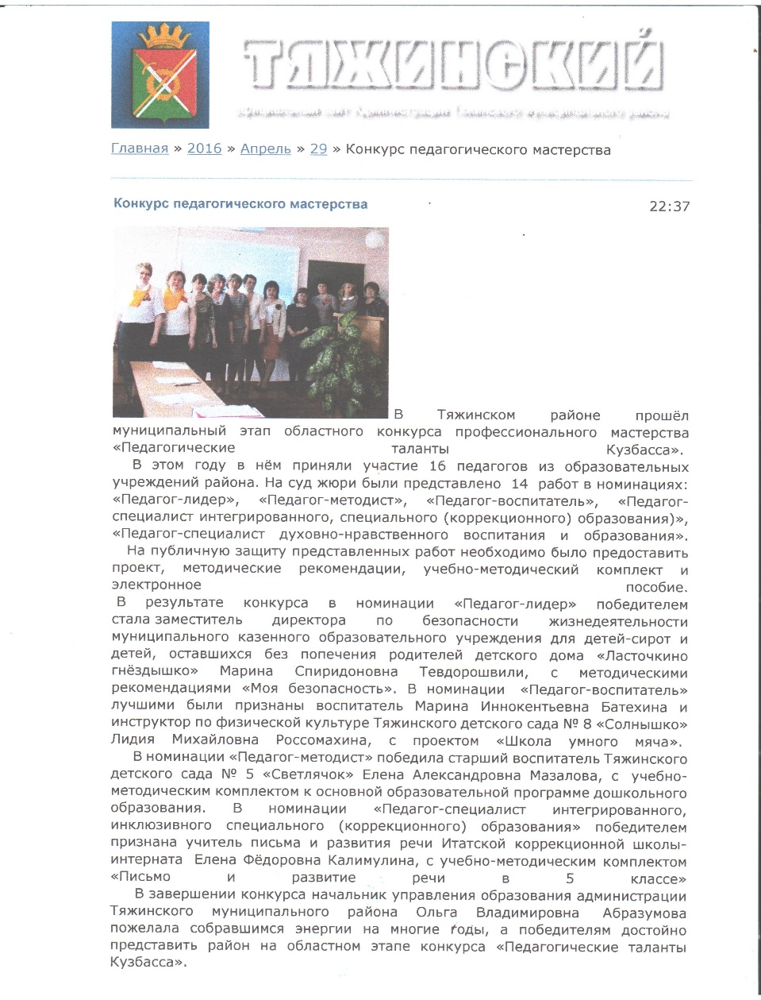 ТЯЖИНСКИЙ
официальный сайт Администрации Тяжинского муниципального района
Главная » 2016 » Апрель » 29 » Конкурс педагогического мастерства
Конкурс педагогического мастерства 22:37
В Тяжинском районе прошёл
муниципальный этап областного конкурса профессионального мастерства
«Педагогические таланты Кузбасса».
В этом году в нём приняли участие 16 педагогов из образовательных
учреждений района. На суд жюри были представлено 14 работ в номинациях:
«Педагог-лидер», «Педагог-методист», «Педагог-воспитатель», «Педагог-
специалист интегрированного, специального (коррекционного) образования)»,
«Педагог-специалист духовно-нравственного воспитания и образования».
На публичную защиту представленных работ необходимо было предоставить
проект, методические рекомендации, учебно-методический комплект и
электронное пособие.
В результате конкурса в номинации «Педагог-лидер» победителем
стала заместитель директора по безопасности жизнедеятельности
муниципального казенного образовательного учреждения для детей-сирот и
детей, оставшихся без попечения родителей детского дома «Ласточкино
гнёздышко» Марина Спиридоновна Тевдорошвили, с методическими
рекомендациями «Моя безопасность». В номинации «Педагог-воспитатель»
лучшими были признаны воспитатель Марина Иннокентьевна Батехина и
инструктор по физической культуре Тяжинского детского сада № 8 «Солнышко»
Лидия Михайловна Россомахина, с проектом «Школа умного мяча».
В номинации «Педагог-методист» победила старший воспитатель Тяжинского
детского сада № 5 «Светлячок» Елена Александровна Мазалова, с учебно-
методическим комплектом к основной образовательной программе дошкольного
образования. В номинации «Педагог-специалист интегрированного,
инклюзивного специального (коррекционного) образования» победителем
признана учитель письма и развития речи Итатской коррекционной школы-
интерната Елена Фёдоровна Калимулина, с учебно-методическим комплектом
«Письмо и развитие речи в 5 классе»
В завершении конкурса начальник управления образования администрации
Тяжинского муниципального района Ольга Владимировна Абразумова
пожелала собравшимся энергии на многие годы, а победителям достойно
представить район на областном этапе конкурса «Педагогические таланты
Кузбасса».